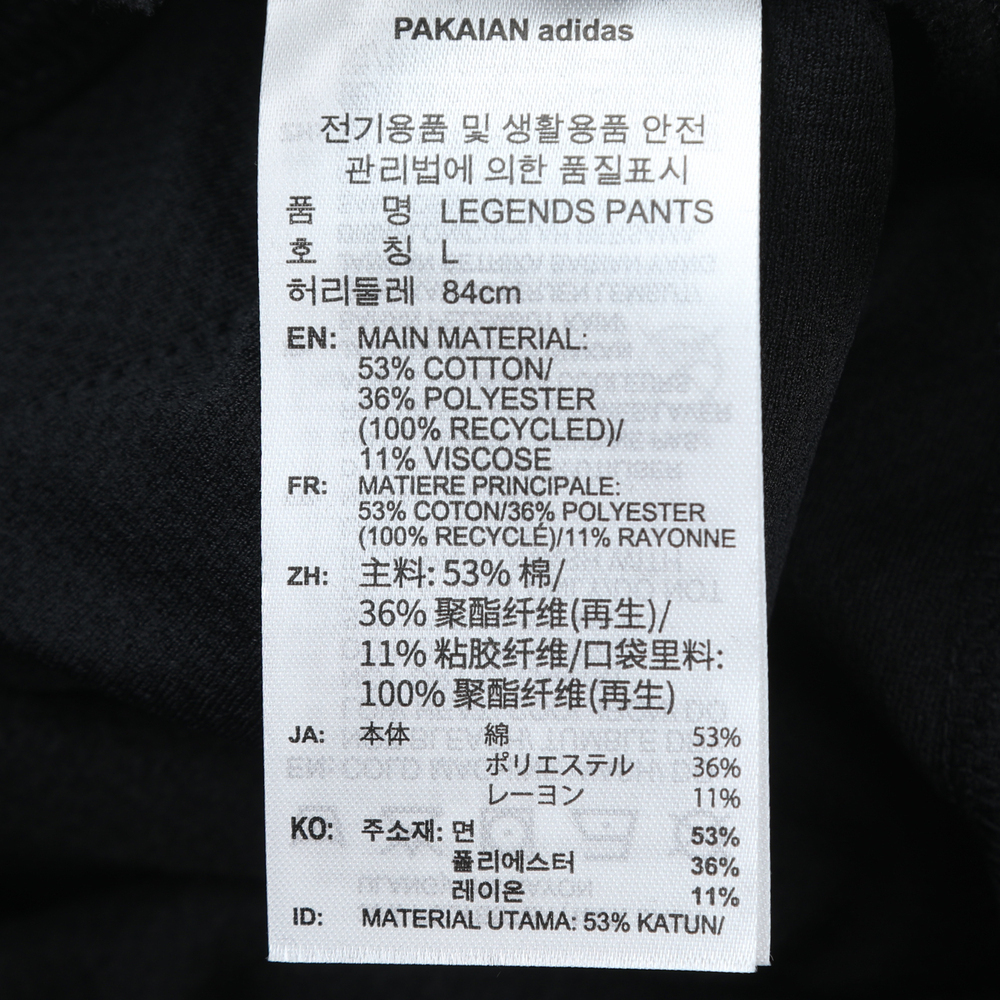 PAKAIAN adidas
전기용품 및 생활용품 안전
관리법에 의한 품질표시
품 명 LEGENDS PANTS
호 칭 L
허리둘레 84cm
EN: MAIN MATERIAL:
53% COTTON/
36% POLYESTER
(100% RECYCLED)/
11% VISCOSE
FR: MATIERE PRINCIPALE:
53% COTON/36% POLYESTER
(100% RECYCLÉ)/11% RAYONNE
ZH: 主料: 53% 棉/
36% 聚酯纤维(再生)/
11% 粘胶纤维/口袋里料:
100% 聚酯纤维(再生)
JA: 本体 綿 53%
ポリエステル 36%
レーヨン 11%
KO: 주소재: 면 53%
폴리에스터 36%
레이온 11%
ID: MATERIAL UTAMA: 53% KATUN/